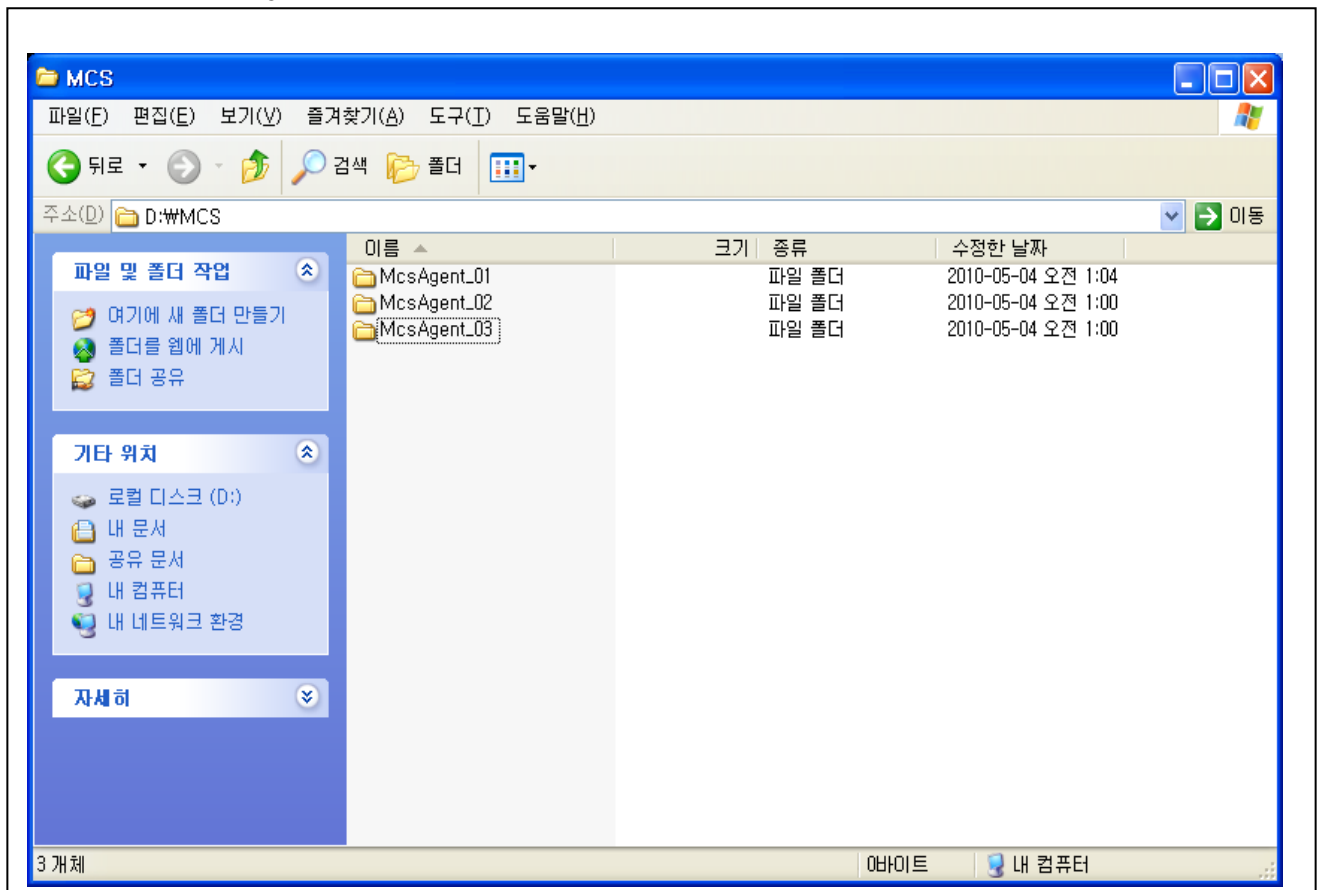 MCS
파일(F) 편집(E) 보기(V) 즐겨찾기(A) 도구(T) 도움말(H)
뒤로 검색 폴더
주소(D) D:₩MCS 이동
이름 크기 종류 수정한 날짜
McsAgent_01 파일 폴더 2010-05-04 오전 1:04
McsAgent_02 파일 폴더 2010-05-04 오전 1:00
McsAgent_03 파일 폴더 2010-05-04 오전 1:00
파일 및 폴더 작업
여기에 새 폴더 만들기
폴더를 웹에 게시
폴더 공유
기타 위치
로컬 디스크 (D:)
내 문서
공유 문서
내 컴퓨터
내 네트워크 환경
자세히
3 개체 0바이트 내 컴퓨터